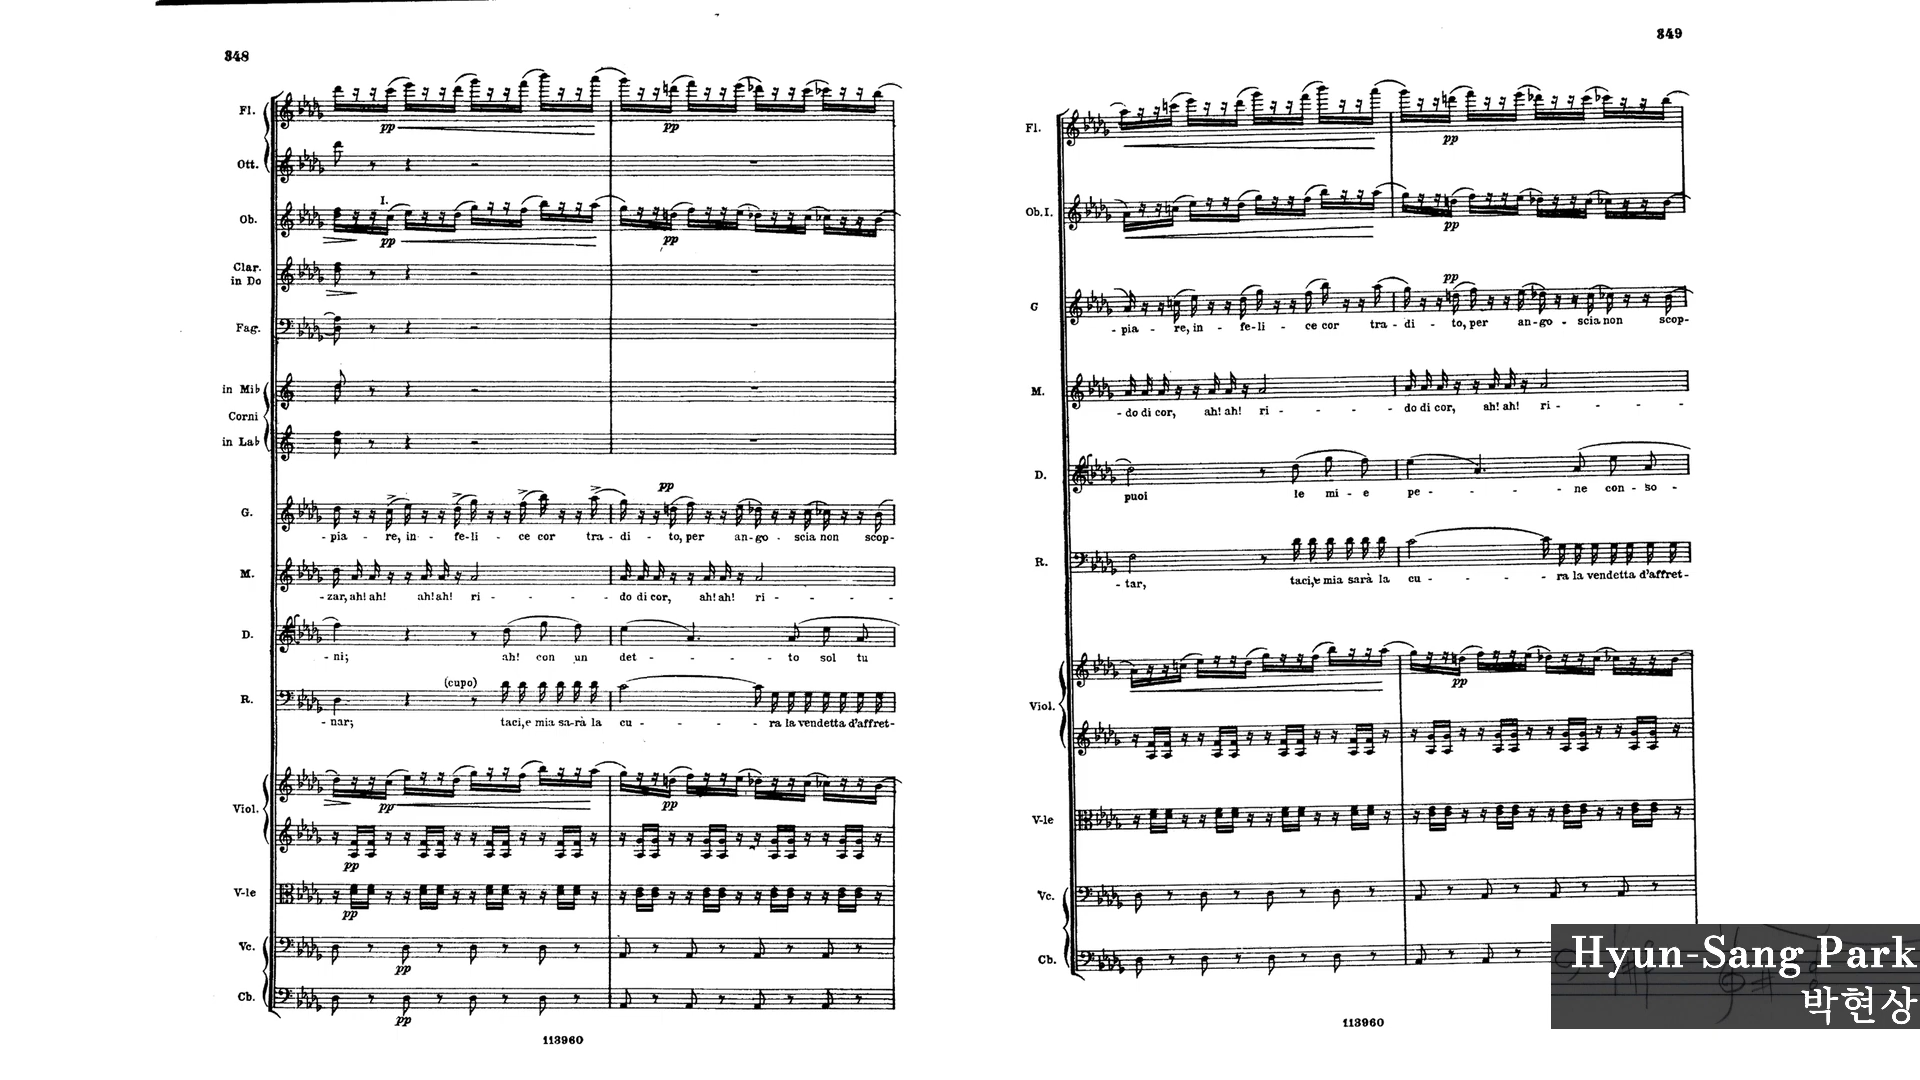 348
Fl.
pp pp
Ott.
I.
Ob.
pp pp
Clar.
in Do
Fag.
in Mib
Corni
in Lab
pp
G.
- pia - re, in - fe-li - ce cor tra - di - to, per an-go - scia non scop-
M.
- zar, ah! ah! ah! ah! ri - - - - do di cor, ah! ah! ri - - - -
D.
- ni; ah! con un det - - - - to sol tu
(cupo)
R.
- nar; taci, e mia sa-rà la cu - - - - ra la vendetta d'affret-
Viol.
pp pp
pp
V-le
pp
Vc.
pp
Cb.
pp
113960
349
Fl.
pp
Ob. I.
pp
pp
G
- pia - re, in - fe-li - ce cor tra - di - to, per an-go - scia non scop-
M.
- do di cor, ah! ah! ri - - - - do di cor, ah! ah! ri - - - -
D.
puoi le mi - e pe - - - - ne con - so -
R.
- tar, taci, e mia sarà la cu - - - - ra la vendetta d'affret-
Viol.
pp
V-le
Vc.
Cb.
113960
Hyun-Sang Park
박현상